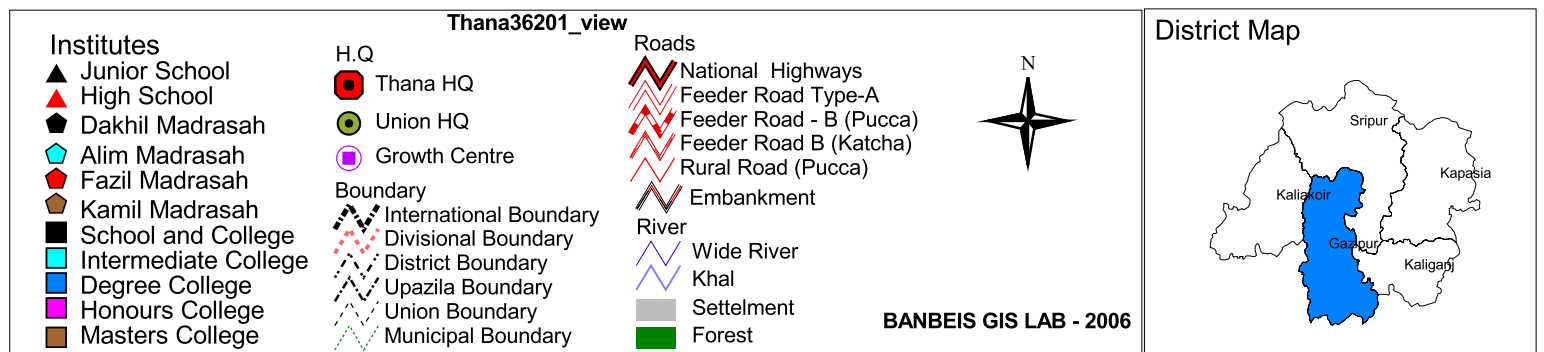 Thana36201_view
Institutes
Junior School
High School
Dakhil Madrasah
Alim Madrasah
Fazil Madrasah
Kamil Madrasah
School and College
Intermediate College
Degree College
Honours College
Masters College
H.Q
Thana HQ
Union HQ
Growth Centre
Boundary
International Boundary
Divisional Boundary
District Boundary
Upazila Boundary
Union Boundary
Municipal Boundary
Roads
National Highways
Feeder Road Type-A
Feeder Road - B (Pucca)
Feeder Road B (Katcha)
Rural Road (Pucca)
Embankment
River
Wide River
Khal
Settelment
Forest
N
BANBEIS GIS LAB - 2006
District Map
Sripur
Kapasia
Kaliakoir
Gazipur
Kaliganj